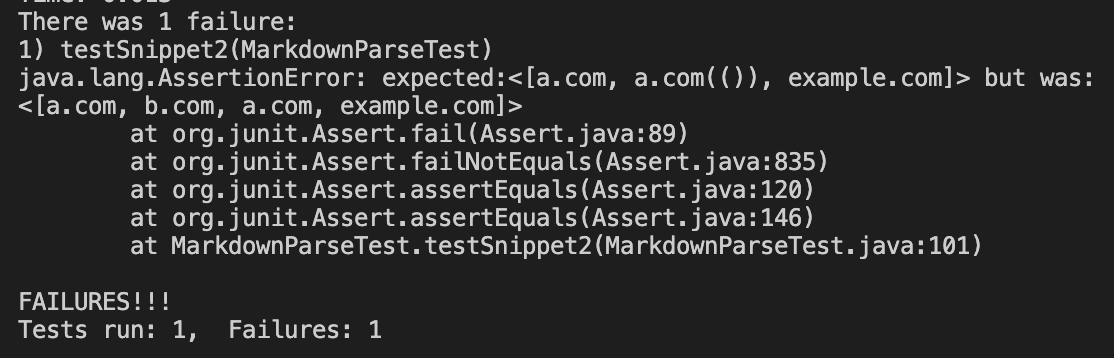 Time: 0.013
There was 1 failure:
1) testSnippet2(MarkdownParseTest)
java.lang.AssertionError: expected:<[a.com, a.com(()), example.com]> but was:
<[a.com, b.com, a.com, example.com]>
        at org.junit.Assert.fail(Assert.java:89)
        at org.junit.Assert.failNotEquals(Assert.java:835)
        at org.junit.Assert.assertEquals(Assert.java:120)
        at org.junit.Assert.assertEquals(Assert.java:146)
        at MarkdownParseTest.testSnippet2(MarkdownParseTest.java:101)
FAILURES!!!
Tests run: 1,  Failures: 1